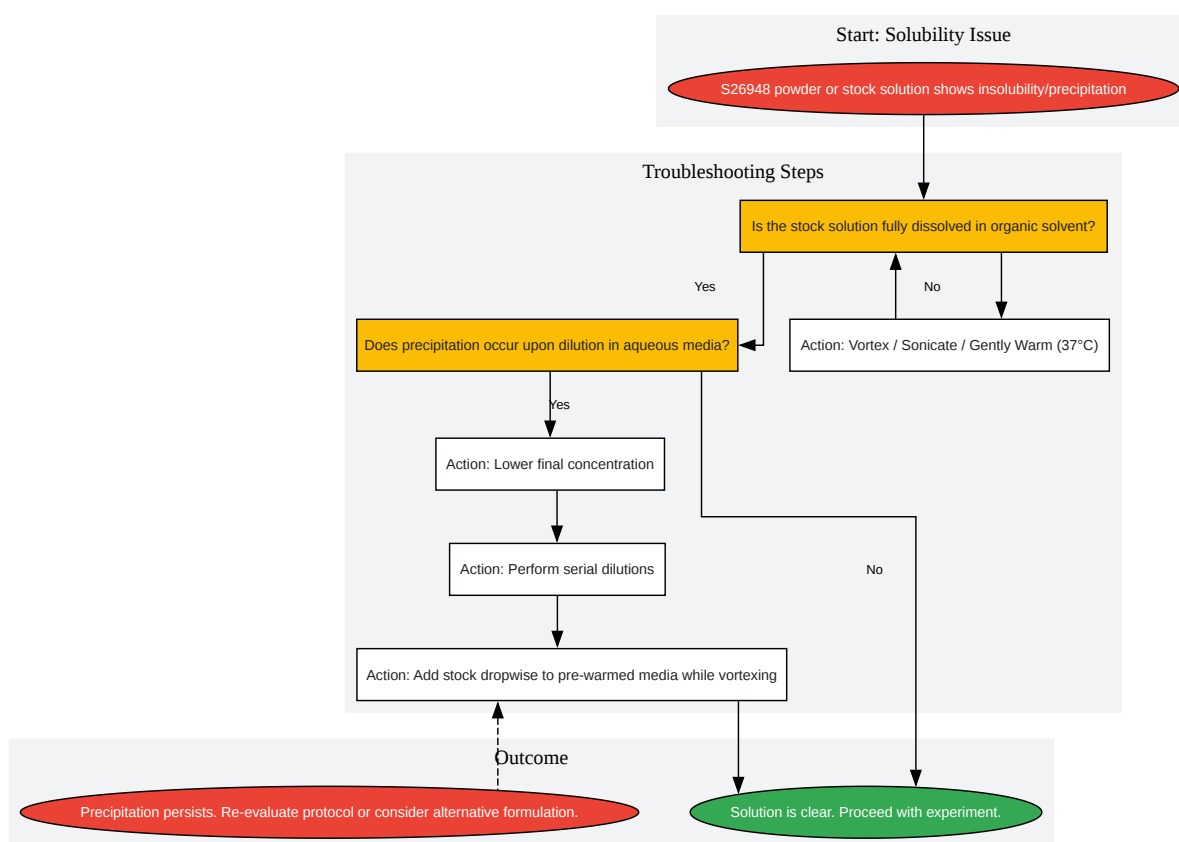 Start: Solubility Issue
S26948 powder or stock solution shows insolubility/precipitation
Troubleshooting Steps
Is the stock solution fully dissolved in organic solvent?
Yes
No
Does precipitation occur upon dilution in aqueous media?
Action: Vortex / Sonicate / Gently Warm (37°C)
Yes
Action: Lower final concentration
Action: Perform serial dilutions
No
Action: Add stock dropwise to pre-warmed media while vortexing
Outcome
Precipitation persists. Re-evaluate protocol or consider alternative formulation.
Solution is clear. Proceed with experiment.